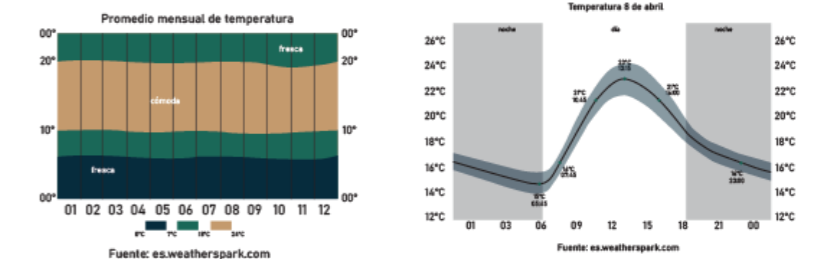 Promedio mensual de temperatura
00° 00°
fresca
20° 20°
cómoda
10° 10°
fresca
00° 00°
01 02 03 04 05 06 07 08 09 10 11 12
Fuente: es.weatherspark.com
Temperatura 8 de abril
noche día noche
26°C 26°C
24°C 24°C
22°C 22°C
20°C 20°C
18°C 18°C
16°C 16°C
14°C 14°C
12°C 12°C
01 03 06 09 12 15 18 21 00
Fuente: es.weatherspark.com